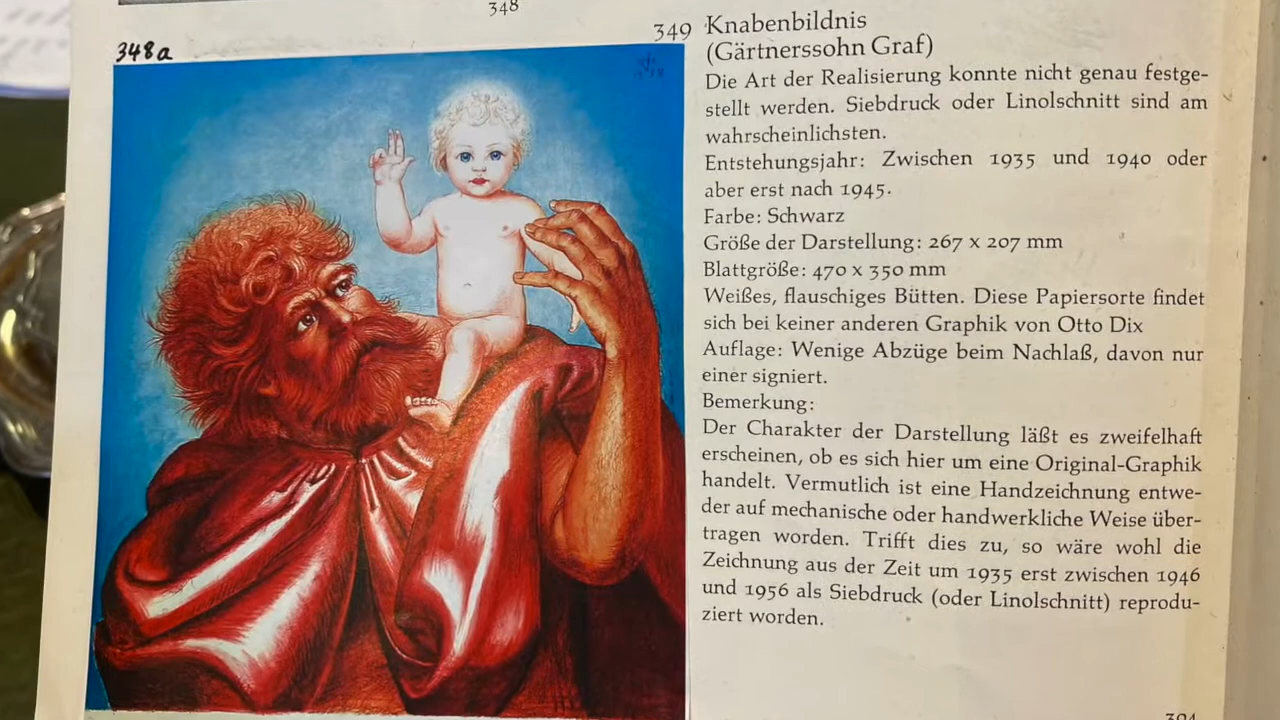 348
348a
349 Knabenbildnis
(Gärtnerssohn Graf)
Die Art der Realisierung konnte nicht genau festge-
stellt werden. Siebdruck oder Linolschnitt sind am
wahrscheinlichsten.
Entstehungsjahr: Zwischen 1935 und 1940 oder
aber erst nach 1945.
Farbe: Schwarz
Größe der Darstellung: 267 x 207 mm
Blattgröße: 470 x 350 mm
Weißes, flauschiges Bütten. Diese Papiersorte findet
sich bei keiner anderen Graphik von Otto Dix
Auflage: Wenige Abzüge beim Nachlaß, davon nur
einer signiert.
Bemerkung:
Der Charakter der Darstellung läßt es zweifelhaft
erscheinen, ob es sich hier um eine Original-Graphik
handelt. Vermutlich ist eine Handzeichnung entwe-
der auf mechanische oder handwerkliche Weise über-
tragen worden. Trifft dies zu, so wäre wohl die
Zeichnung aus der Zeit um 1935 erst zwischen 1946
und 1956 als Siebdruck (oder Linolschnitt) reprodu-
ziert worden.